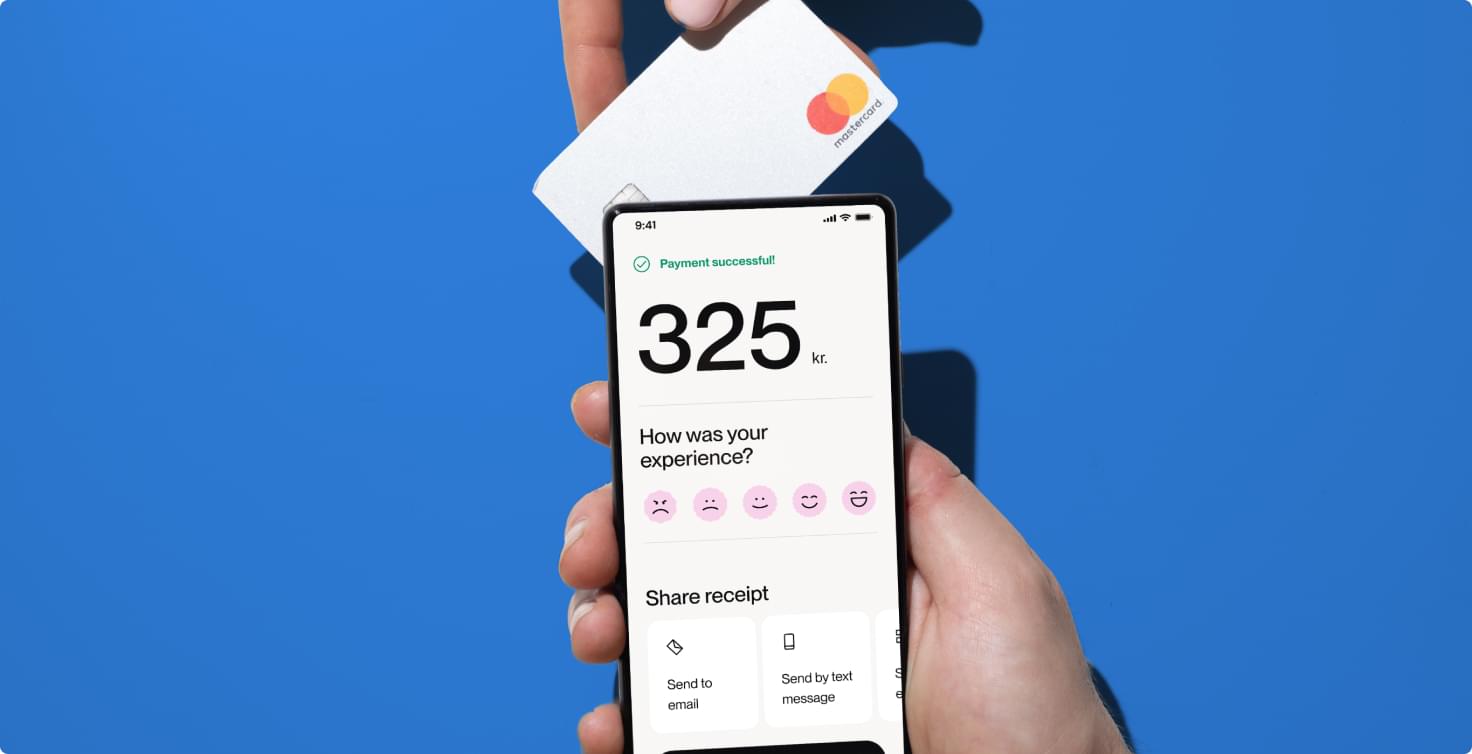 mastercard.
9:41
Payment successful!
325 kr.
How was your
experience?
Share receipt
Send to
email
Send by text
message
S
e